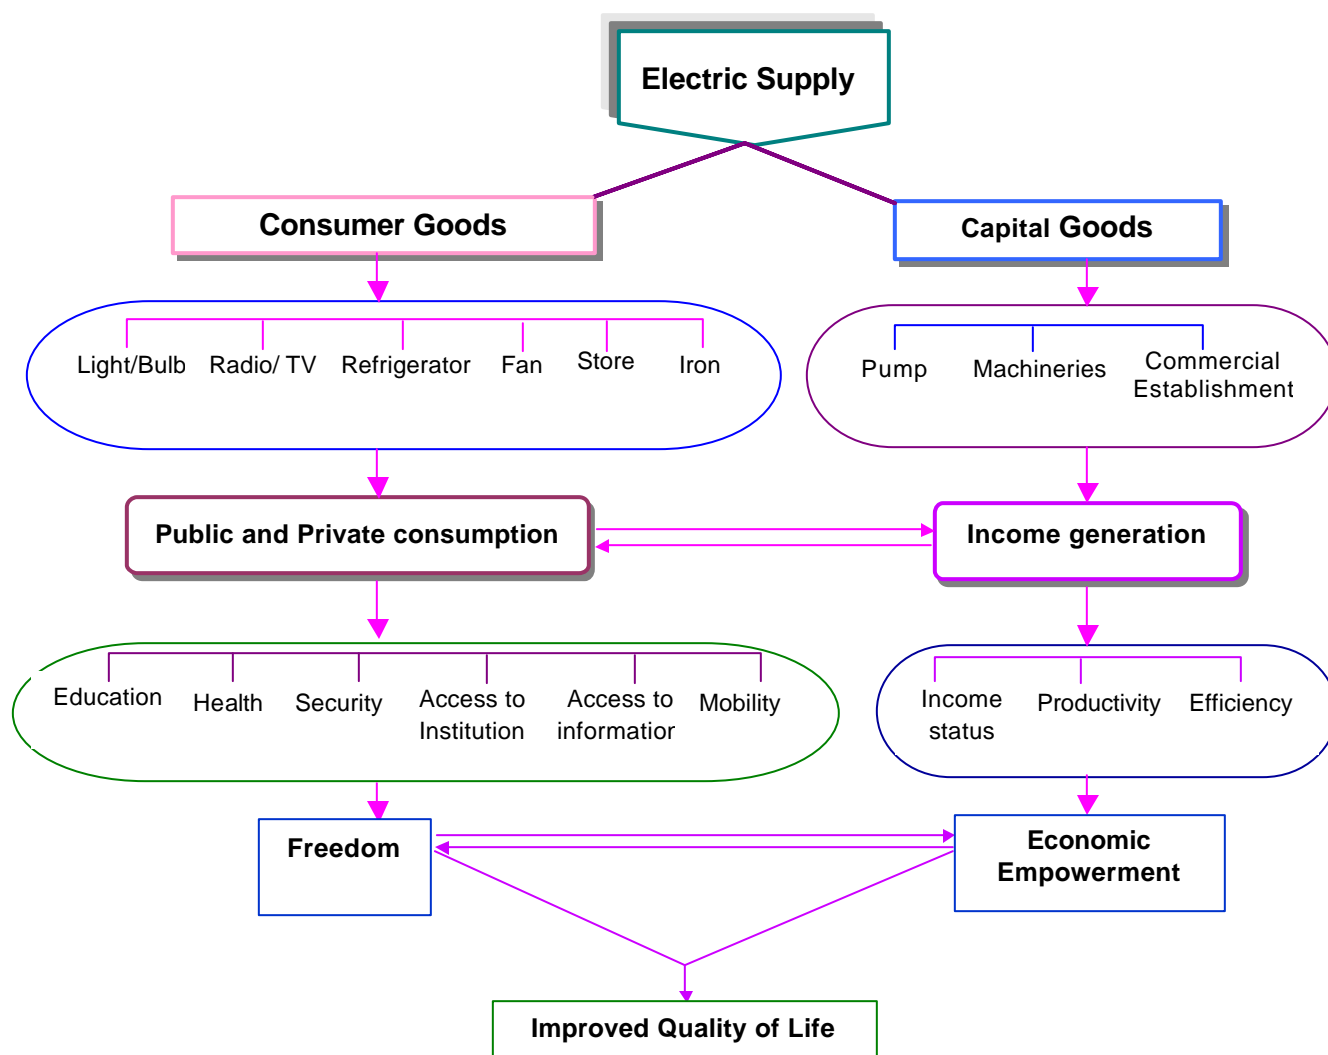 Electric Supply
Consumer Goods
Capital Goods
Light/Bulb Radio/ TV Refrigerator Fan Store Iron
Pump Machineries Commercial
Establishment
Public and Private consumption
Income generation
Education Health Security Access to Access to Mobility
Institution informatior
Income Productivity Efficiency
status
Freedom
Economic
Empowerment
Improved Quality of Life